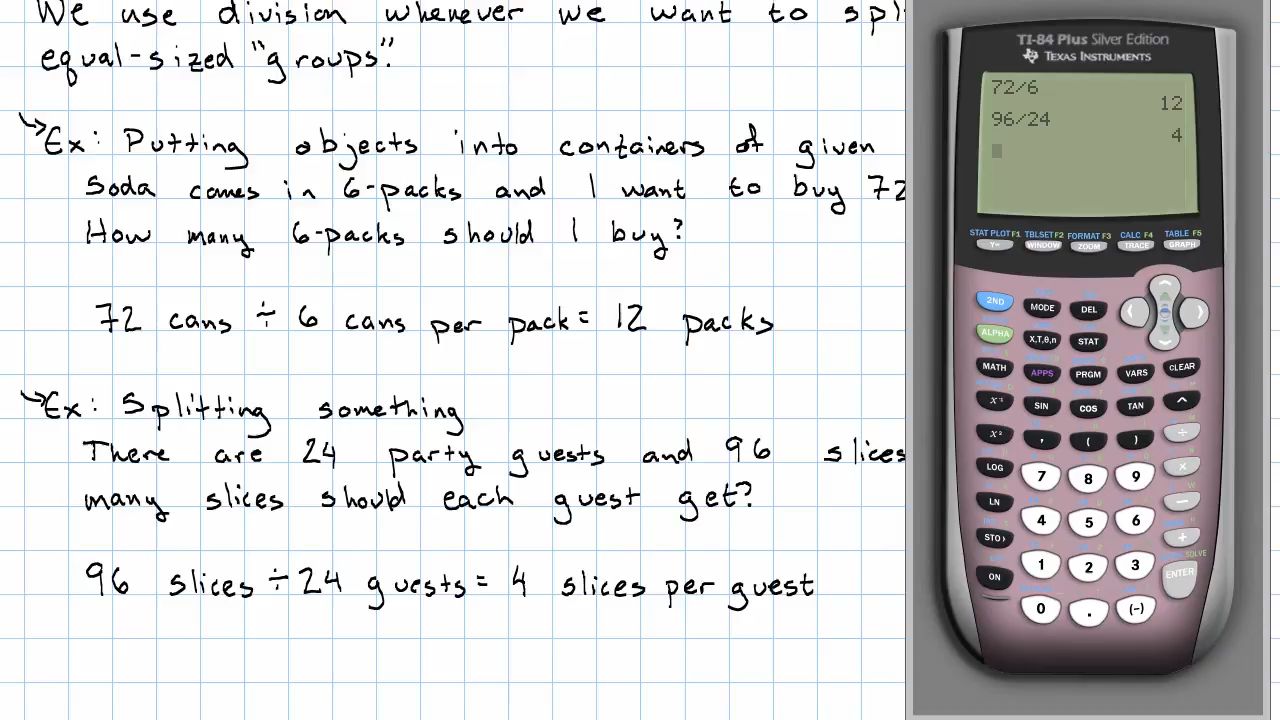 We use division whenever we want to spl
equal-sized "groups".
Ex: Putting objects into containers of given
Soda comes in 6-packs and I want to buy 72
How many 6-packs should I buy?
72 cans ÷ 6 cans per pack = 12 packs
Ex: Splitting something
There are 24 party guests and 96 slices
many slices should each guest get?
96 slices ÷ 24 guests = 4 slices per guest
TI-84 Plus Silver Edition
TEXAS INSTRUMENTS
72/6
12
96/24
4
STAT PLOT F1 TBLSET F2 FORMAT F3 CALC F4 TABLE F5
Y= WINDOW ZOOM TRACE GRAPH
2ND MODE DEL
ALPHA X,T,θ,n STAT
MATH APPS PRGM VARS CLEAR
x⁻¹ SIN COS TAN ^
x² , ( ) ÷
LOG 7 8 9 ×
LN 4 5 6 −
STO› 1 2 3 +
SOLVE
ON 0 . (-) ENTER